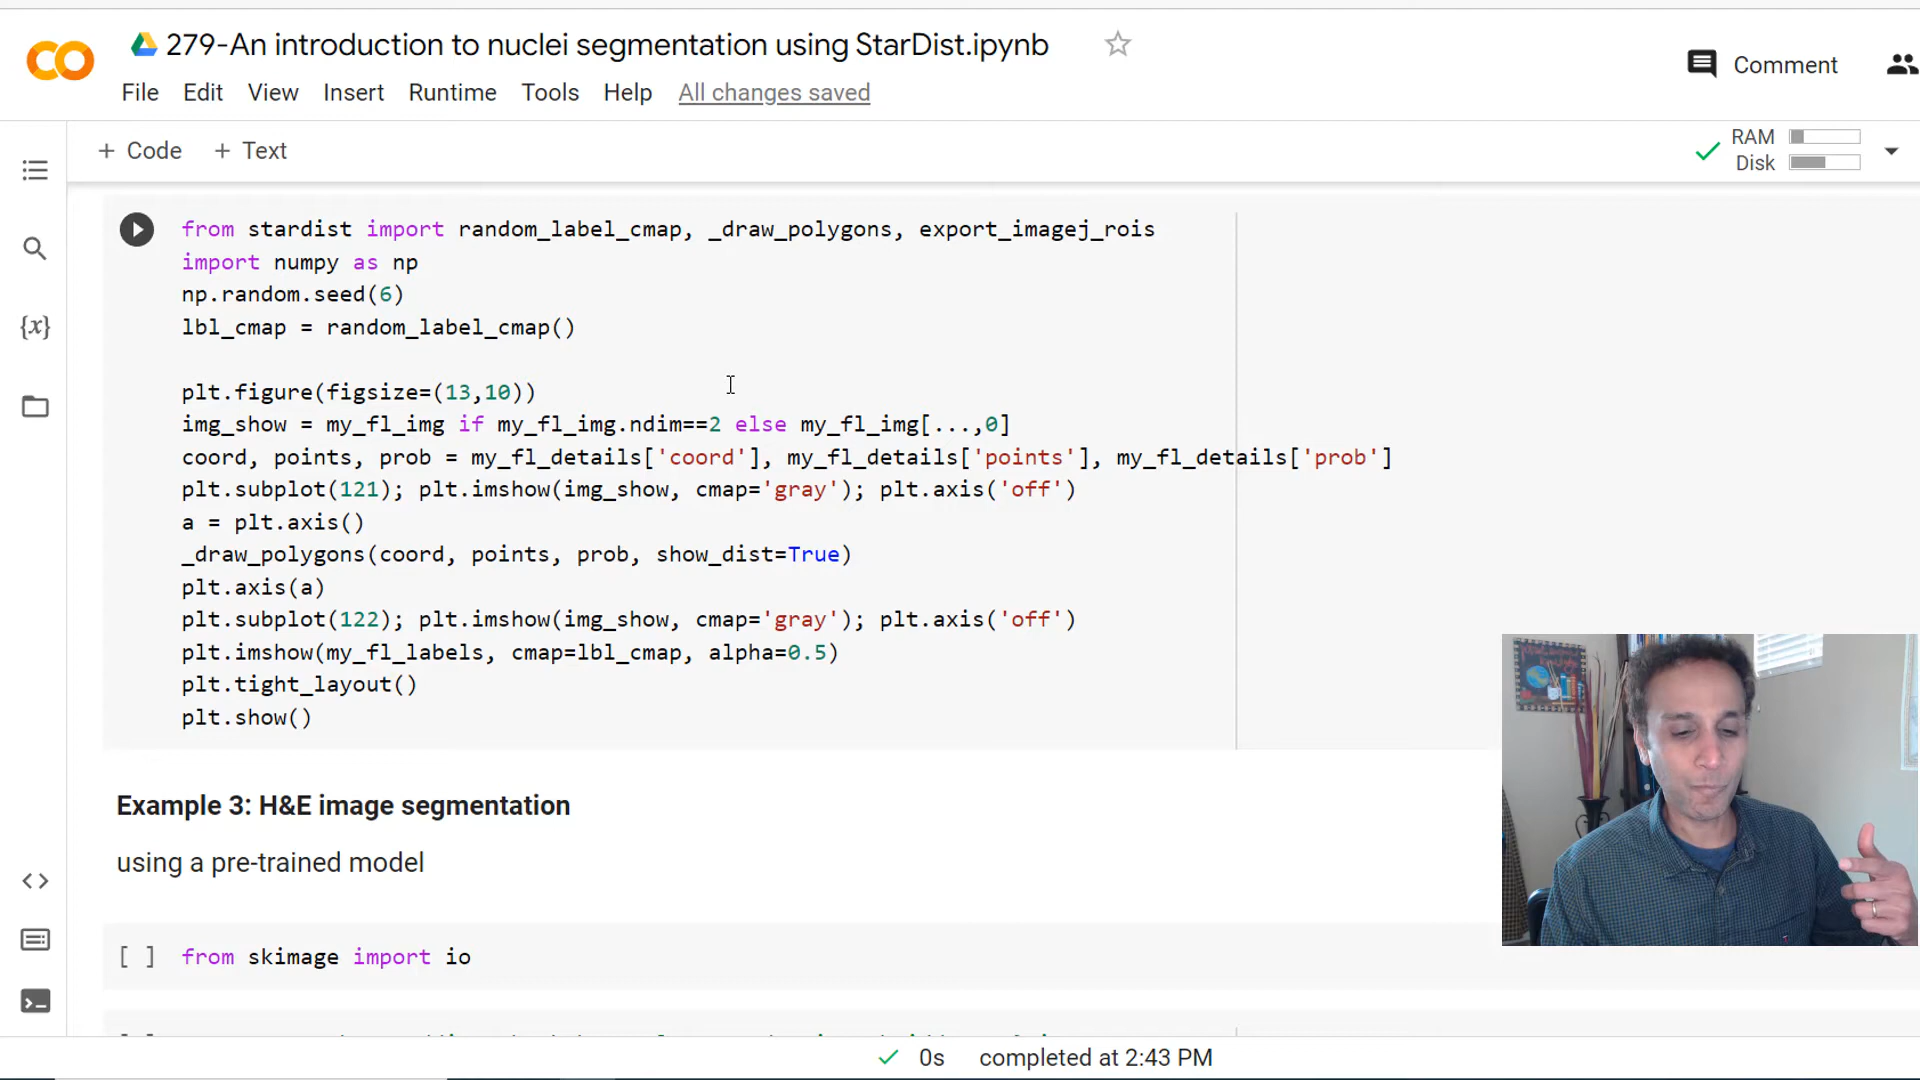 279-An introduction to nuclei segmentation using StarDist.ipynb
Comment
File Edit View Insert Runtime Tools Help All changes saved
+ Code + Text
RAM
Disk
from stardist import random_label_cmap, _draw_polygons, export_imagej_rois
import numpy as np
np.random.seed(6)
lbl_cmap = random_label_cmap()
plt.figure(figsize=(13,10))
img_show = my_fl_img if my_fl_img.ndim==2 else my_fl_img[...,0]
coord, points, prob = my_fl_details['coord'], my_fl_details['points'], my_fl_details['prob']
plt.subplot(121); plt.imshow(img_show, cmap='gray'); plt.axis('off')
a = plt.axis()
_draw_polygons(coord, points, prob, show_dist=True)
plt.axis(a)
plt.subplot(122); plt.imshow(img_show, cmap='gray'); plt.axis('off')
plt.imshow(my_fl_labels, cmap=lbl_cmap, alpha=0.5)
plt.tight_layout()
plt.show()
Example 3: H&E image segmentation
using a pre-trained model
[ ] from skimage import io
0s completed at 2:43 PM